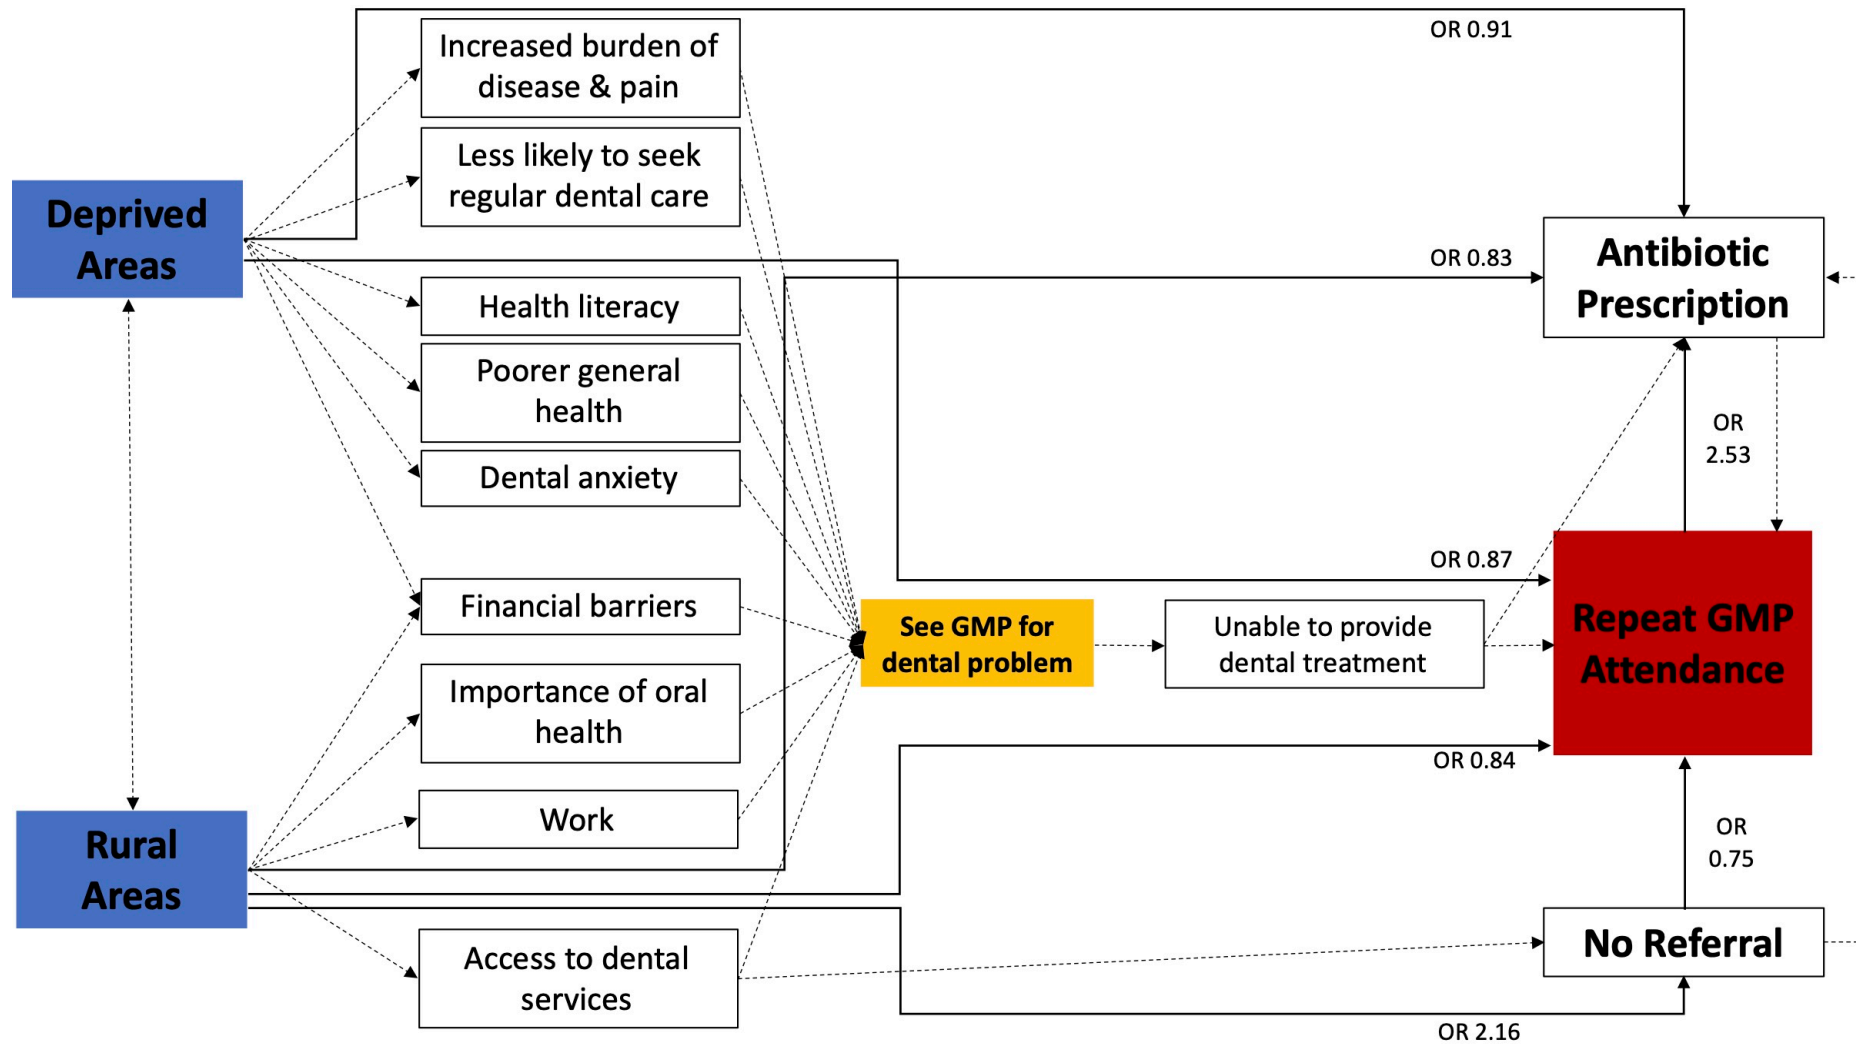 OR 0.91
Increased burden of
disease & pain
Less likely to seek
regular dental care
Deprived
Areas
Health literacy
Poorer general
health
Dental anxiety
Financial barriers
Importance of oral
health
Work
Rural
Areas
Access to dental
services
See GMP for
dental problem
Unable to provide
dental treatment
OR 0.83
Antibiotic
Prescription
OR
2.53
OR 0.87
Repeat GMP
Attendance
OR 0.84
OR
0.75
No Referral
OR 2.16